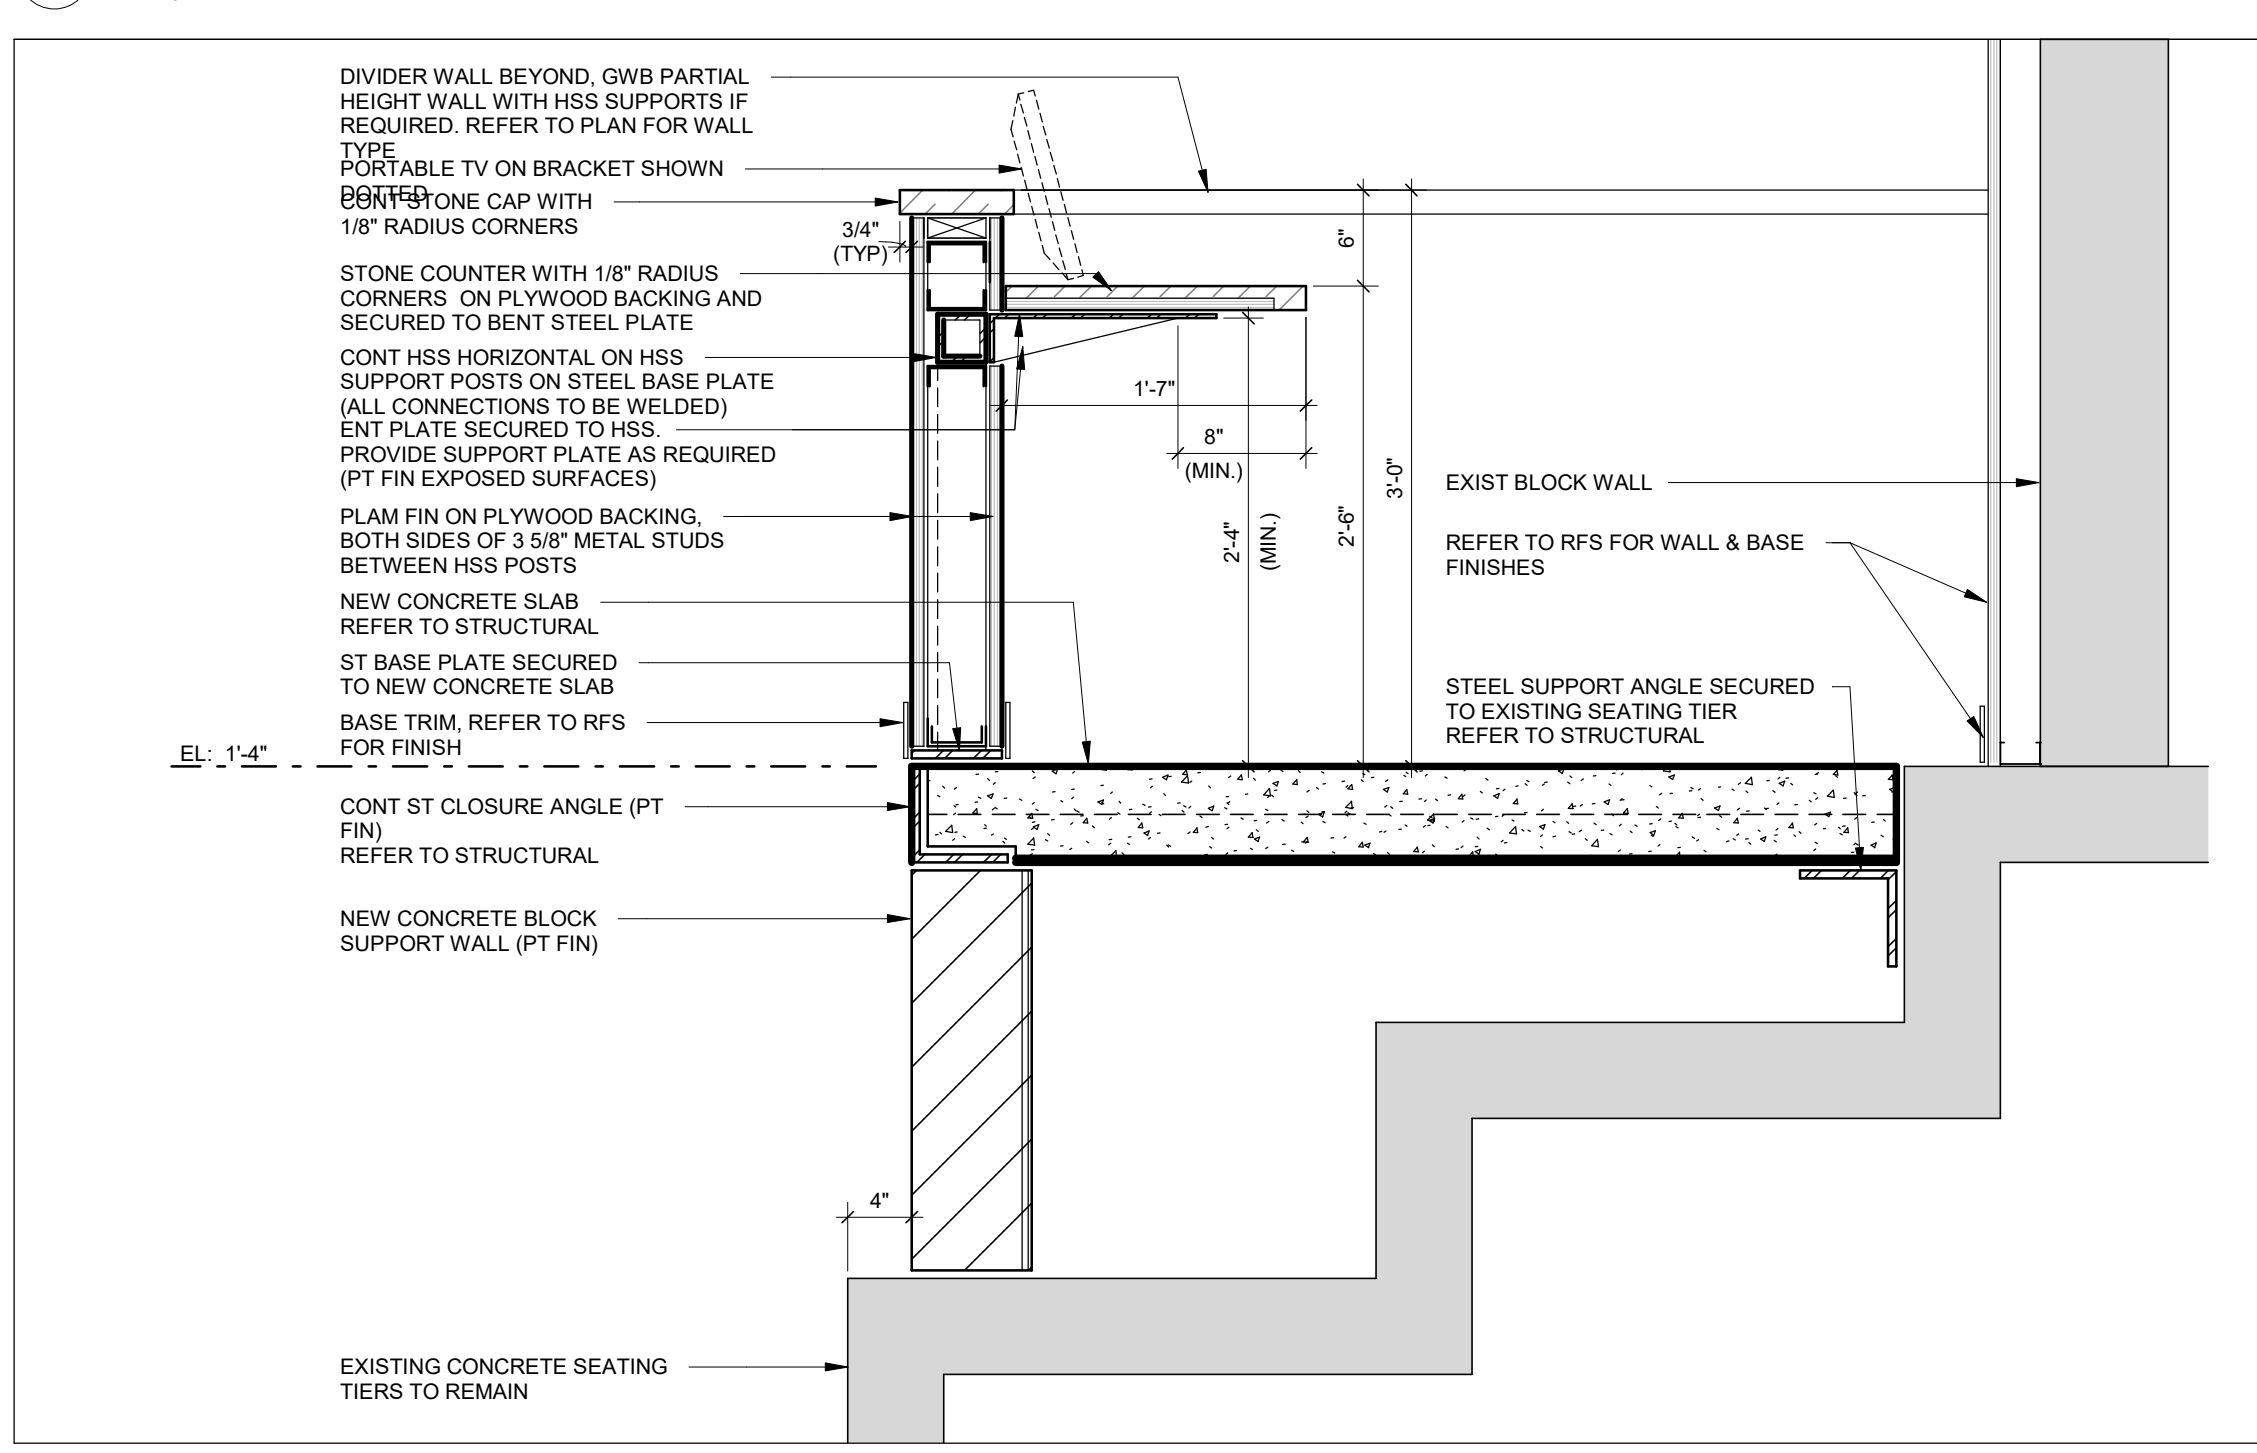 DIVIDER WALL BEYOND, GWB PARTIAL
HEIGHT WALL WITH HSS SUPPORTS IF
REQUIRED. REFER TO PLAN FOR WALL
TYPE
PORTABLE TV ON BRACKET SHOWN
DOTTED
CONT STONE CAP WITH
1/8" RADIUS CORNERS
3/4"
(TYP)
6"
STONE COUNTER WITH 1/8" RADIUS
CORNERS ON PLYWOOD BACKING AND
SECURED TO BENT STEEL PLATE
CONT HSS HORIZONTAL ON HSS
SUPPORT POSTS ON STEEL BASE PLATE
(ALL CONNECTIONS TO BE WELDED)
ENT PLATE SECURED TO HSS.
PROVIDE SUPPORT PLATE AS REQUIRED
(PT FIN EXPOSED SURFACES)
1'-7"
8"
(MIN.)
2'-4"
(MIN.)
2'-6"
3'-0"
PLAM FIN ON PLYWOOD BACKING,
BOTH SIDES OF 3 5/8" METAL STUDS
BETWEEN HSS POSTS
NEW CONCRETE SLAB
REFER TO STRUCTURAL
ST BASE PLATE SECURED
TO NEW CONCRETE SLAB
BASE TRIM, REFER TO RFS
FOR FINISH
EL: 1'-4"
EXIST BLOCK WALL
REFER TO RFS FOR WALL & BASE
FINISHES
STEEL SUPPORT ANGLE SECURED
TO EXISTING SEATING TIER
REFER TO STRUCTURAL
CONT ST CLOSURE ANGLE (PT
FIN)
REFER TO STRUCTURAL
NEW CONCRETE BLOCK
SUPPORT WALL (PT FIN)
4"
EXISTING CONCRETE SEATING
TIERS TO REMAIN